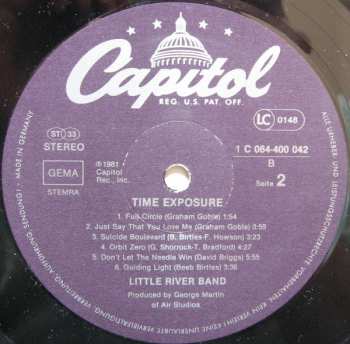 Capitol
REG. U.S. PAT. OFF.
MADE IN GERMANY
ST 33
STEREO
LC 0148
℗1981
Capitol
Rec., Inc.
1 C 064-400 042
B
Seite 2
GEMA
STEMRA
TIME EXPOSURE
1. Full Circle (Graham Goble) 1:54
2. Just Say That You Love Me (Graham Goble) 3:59
3. Suicide Boulevard (B. Birtles-F. Howson) 3:23
4. Orbit Zero (G. Shorrock-T. Bradford) 4:27
5. Don't Let The Needle Win (David Briggs) 3:55
6. Guiding Light (Beeb Birtles) 3:30
LITTLE RIVER BAND
Produced by George Martin
of Air Studios